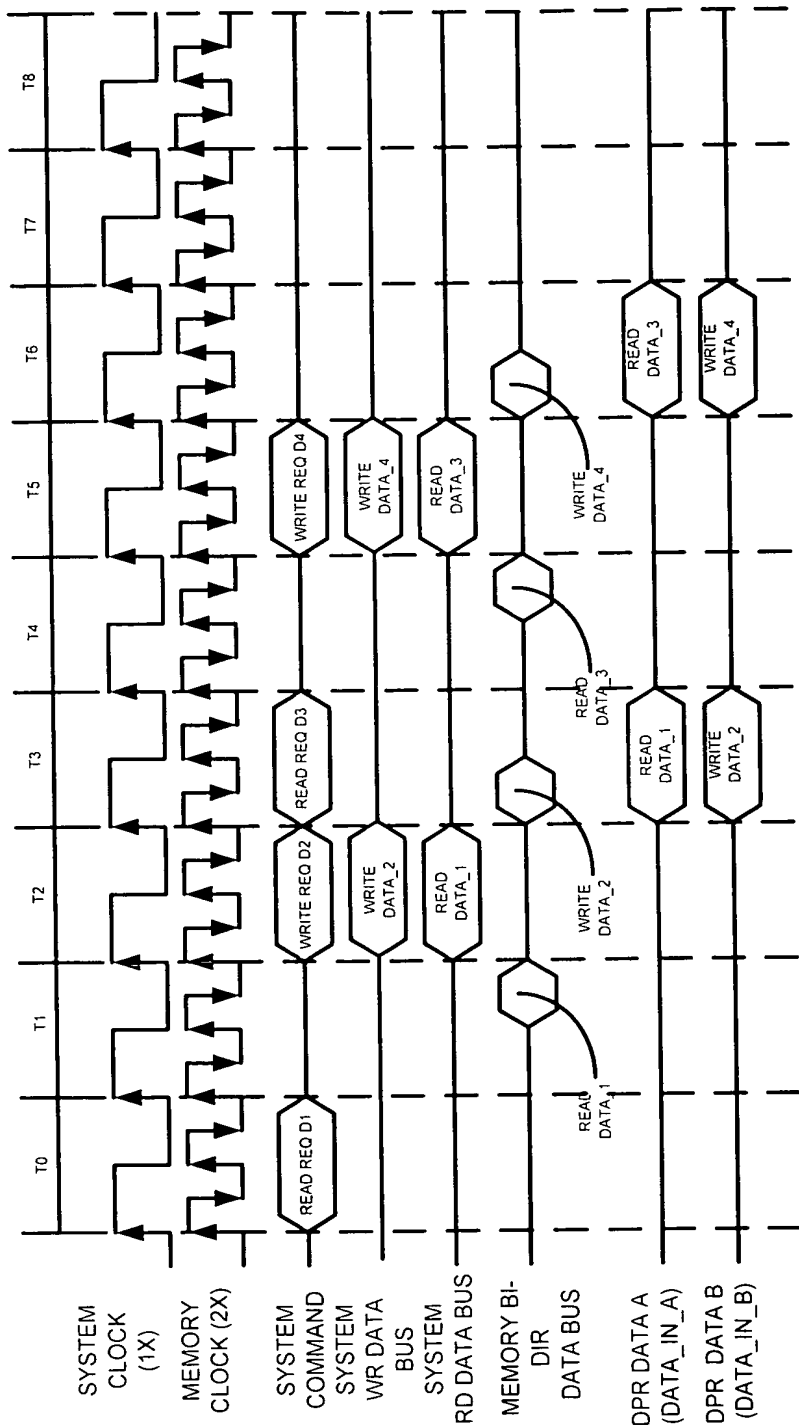 T0 T1 T2 T3 T4 T5 T6 T7 T8
SYSTEM
CLOCK
(1X)
MEMORY
CLOCK (2X)
SYSTEM
COMMAND
READ REQ D1
WRITE REQ D2
READ REQ D3
WRITE REQ D4
SYSTEM
WR DATA
BUS
WRITE
DATA_2
WRITE
DATA_4
SYSTEM
RD DATA BUS
READ
DATA_1
READ
DATA_3
MEMORY BI-
DIR
DATA BUS
READ
DATA_1
WRITE
DATA_2
READ
DATA_3
WRITE
DATA_4
DPR DATA A
(DATA_IN_A)
READ
DATA_1
READ
DATA_3
DPR DATA B
(DATA_IN_B)
WRITE
DATA_2
WRITE
DATA_4